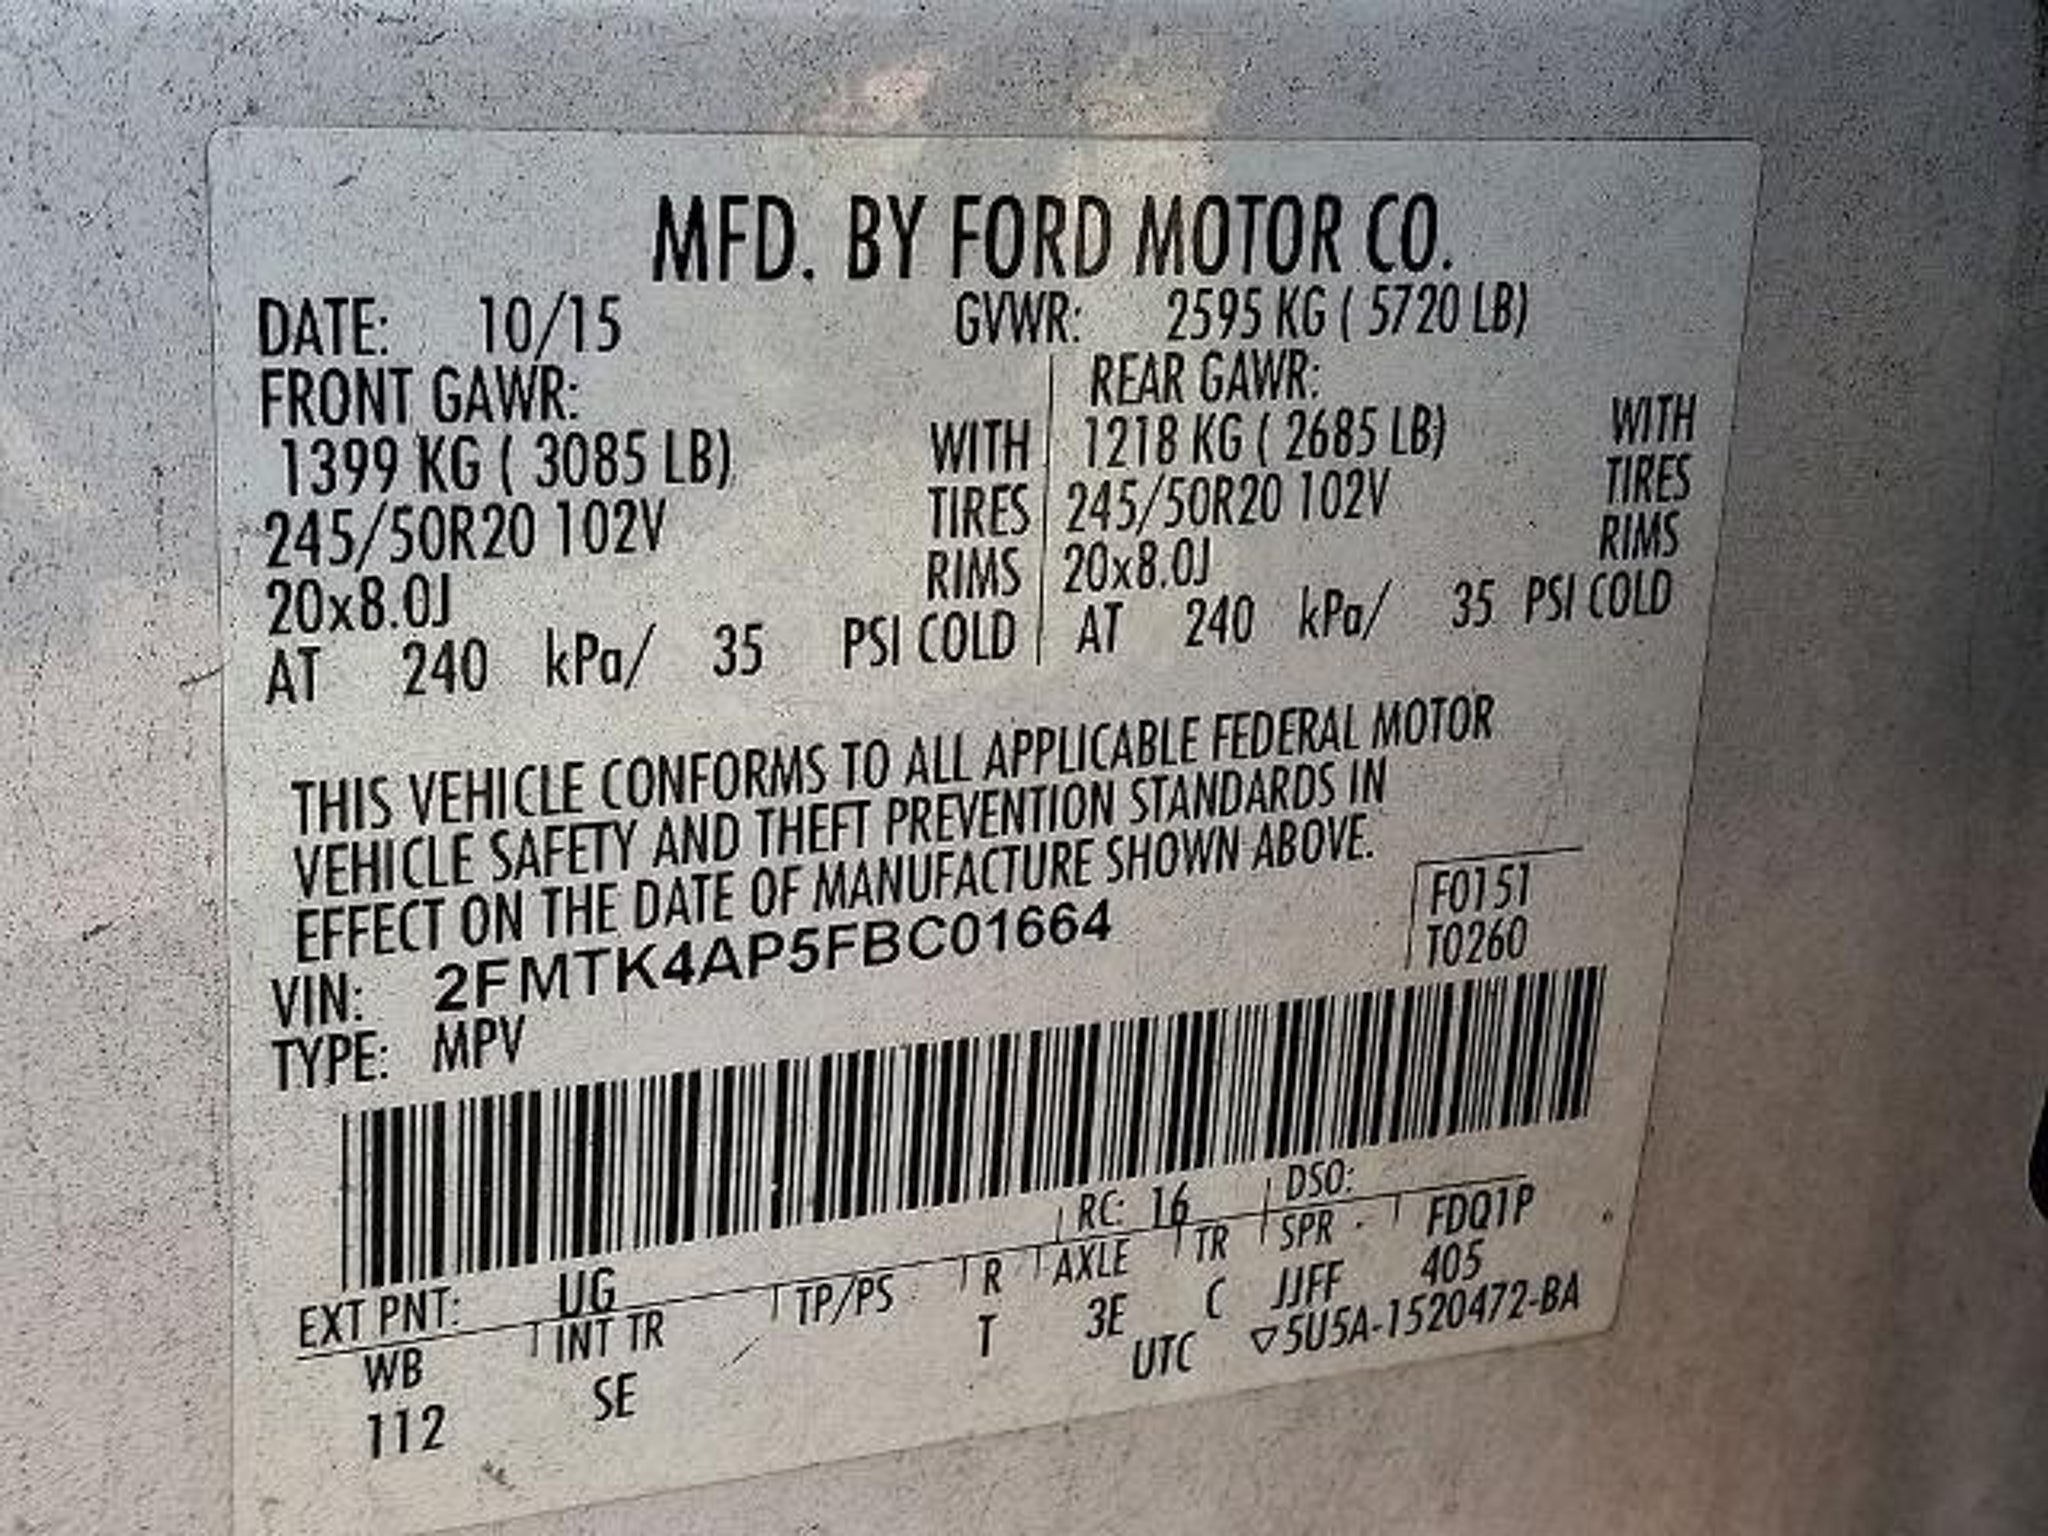 MFD. BY FORD MOTOR CO.
DATE: 10/15 GVWR: 2595 KG ( 5720 LB)
FRONT GAWR: REAR GAWR:
1399 KG ( 3085 LB) WITH 1218 KG ( 2685 LB) WITH
245/50R20 102V TIRES 245/50R20 102V TIRES
20x8.0J RIMS 20x8.0J RIMS
AT 240 kPa/ 35 PSI COLD AT 240 kPa/ 35 PSI COLD
THIS VEHICLE CONFORMS TO ALL APPLICABLE FEDERAL MOTOR
VEHICLE SAFETY AND THEFT PREVENTION STANDARDS IN
EFFECT ON THE DATE OF MANUFACTURE SHOWN ABOVE.
F0151
VIN: 2FMTK4AP5FBC01664 T0260
TYPE: MPV
EXT PNT: UG RC: 16 DSO:
WB INT TR TP/PS R AXLE TR SPR FDQ1P
112 SE T 3E C JJFF 405
UTC ▽5U5A-1520472-BA